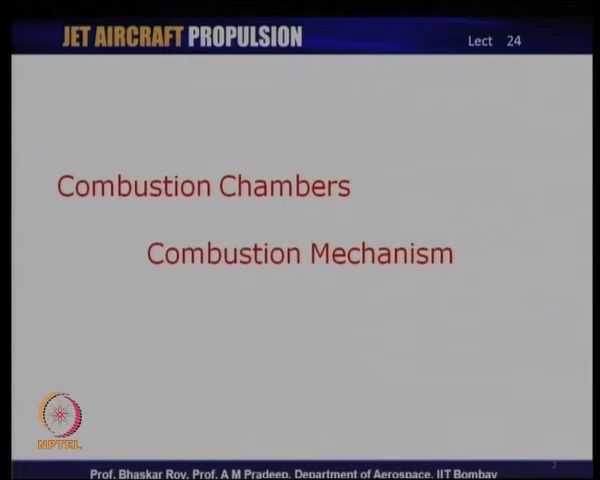 JET AIRCRAFT PROPULSION
Lect 24
Combustion Chambers
Combustion Mechanism
NPTEL
2
Prof. Bhaskar Roy, Prof. A M Pradeep, Department of Aerospace, IIT Bombay